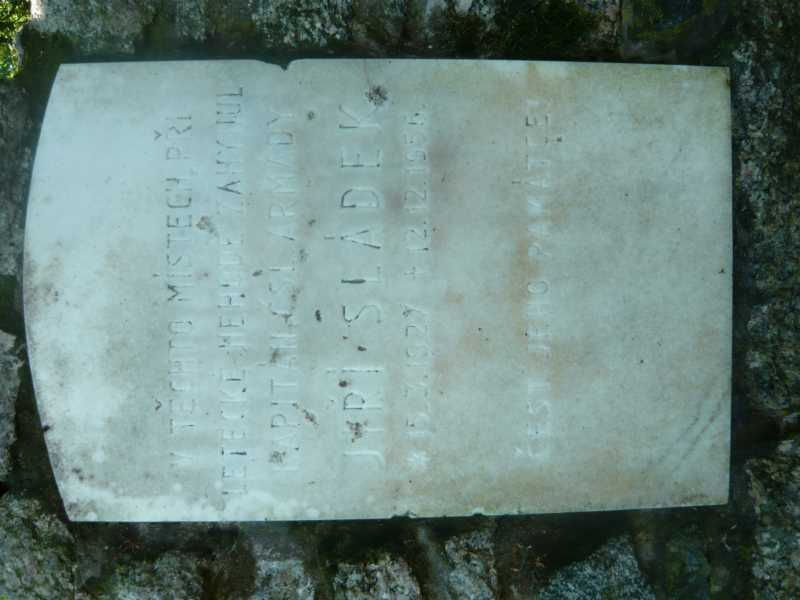 V TĚCHTO MÍSTECH, PŘI
LETECKÉ NEHODĚ ZAHYNUL
KAPITÁN ČSL. ARMÁDY
JIŘÍ SLÁDEK
* 15. 7. 1927 + 12. 12. 1956.
ČEST JEHO PAMÁTCE!